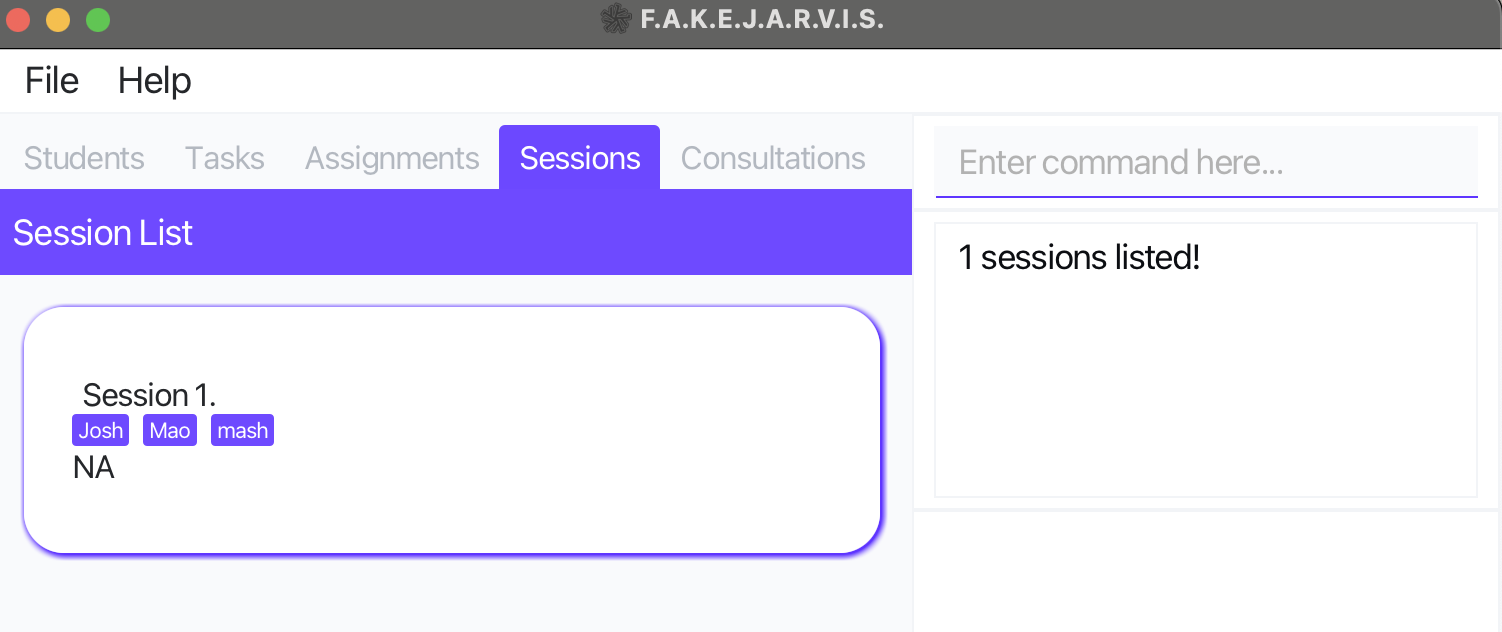 F.A.K.E.J.A.R.V.I.S.
File Help
Students Tasks Assignments Sessions Consultations
Session List
Session 1.
Josh Mao mash
NA
Enter command here...
1 sessions listed!